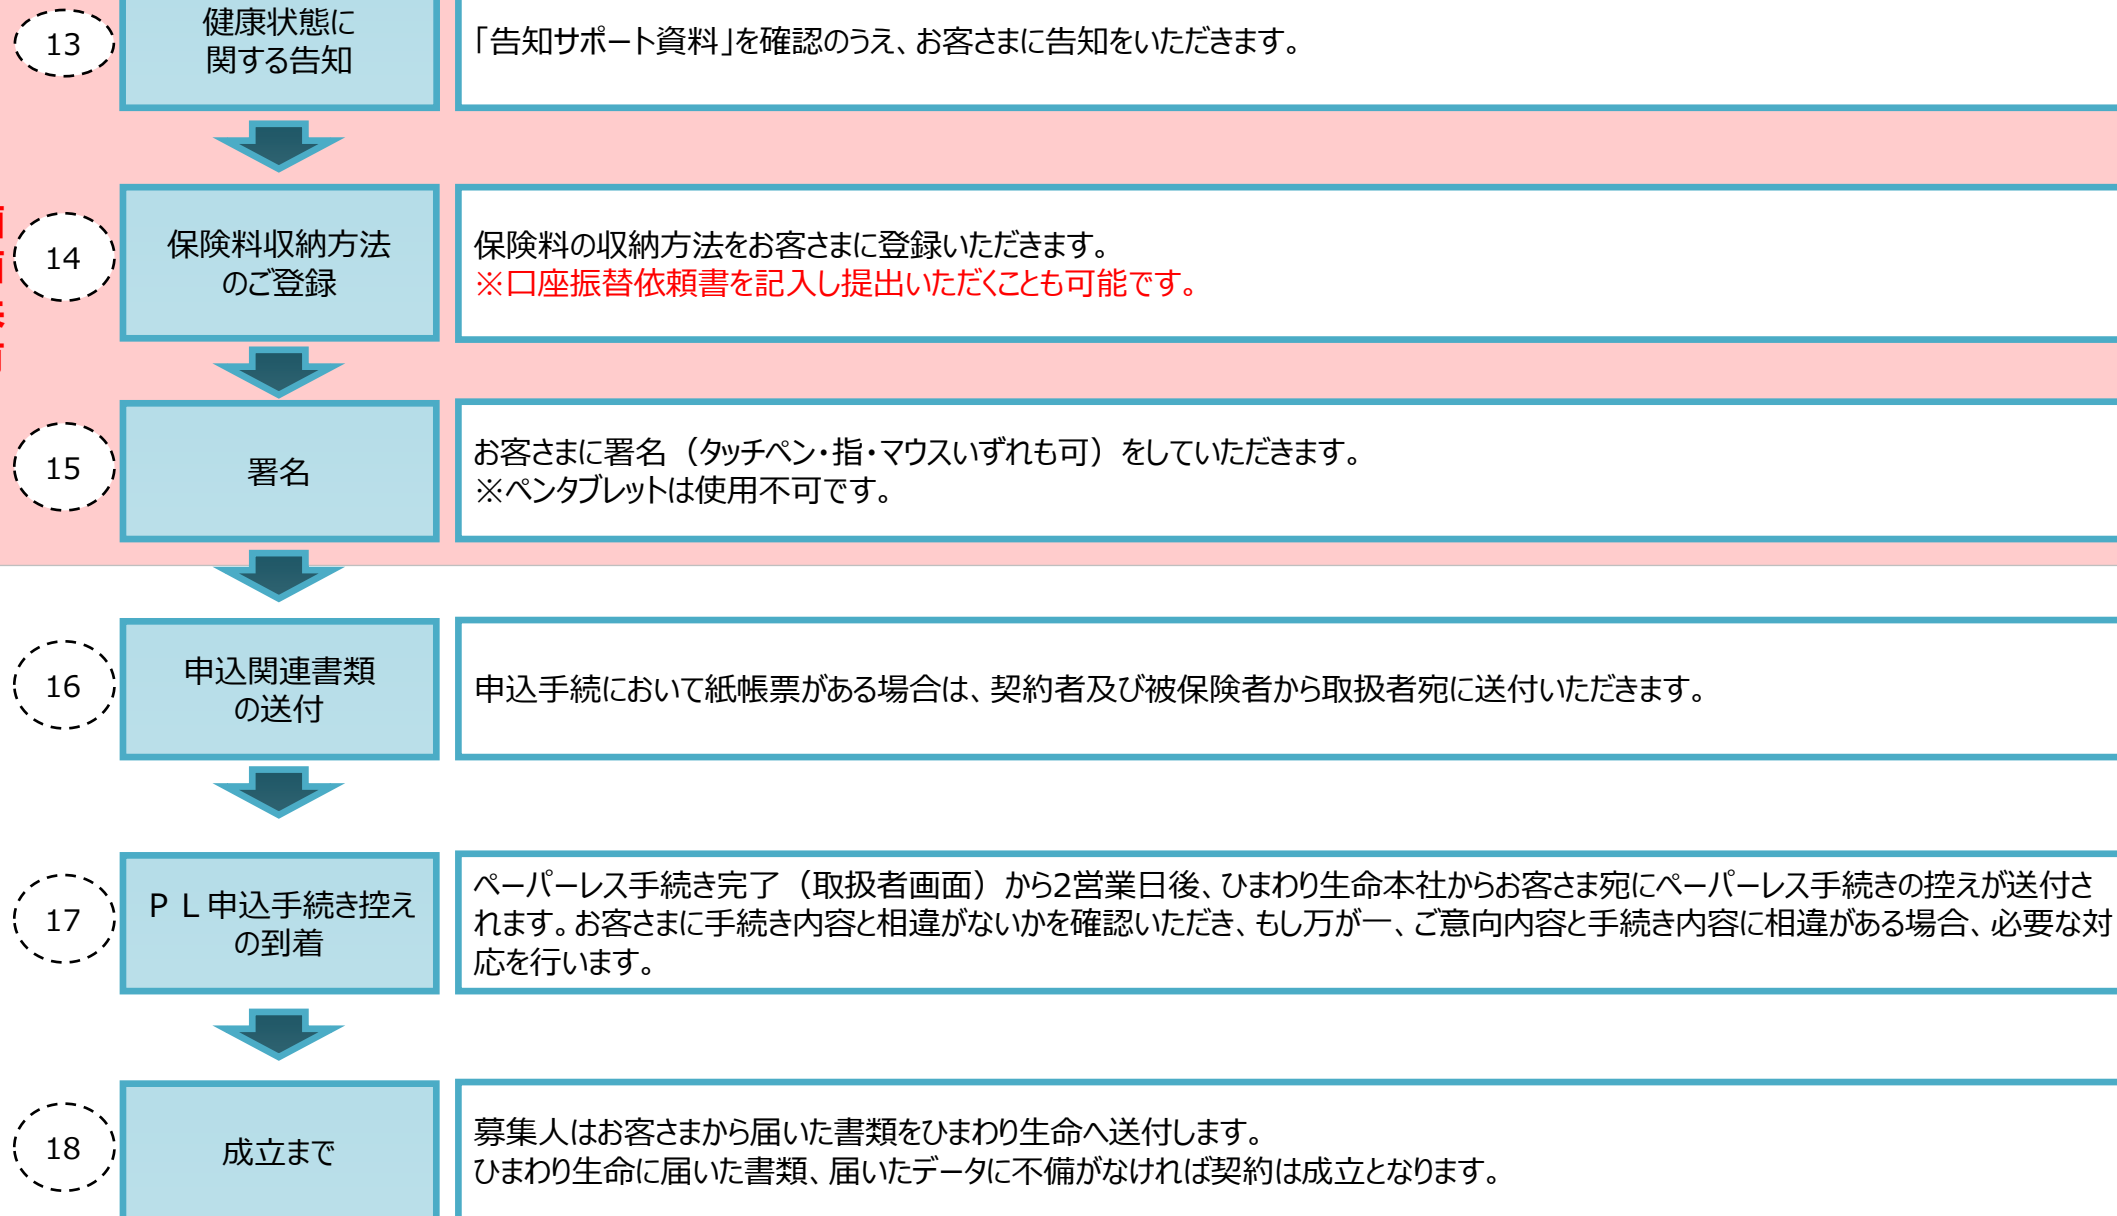 13
健康状態に
関する告知
「告知サポート資料」を確認のうえ、お客さまに告知をいただきます。
14
保険料収納方法
のご登録
保険料の収納方法をお客さまに登録いただきます。
※口座振替依頼書を記入し提出いただくことも可能です。
15
署名
お客さまに署名（タッチペン・指・マウスいずれも可）をしていただきます。
※ペンタブレットは使用不可です。
16
申込関連書類
の送付
申込手続において紙帳票がある場合は、契約者及び被保険者から取扱者宛に送付いただきます。
17
ＰＬ申込手続き控え
の到着
ペーパーレス手続き完了（取扱者画面）から2営業日後、ひまわり生命本社からお客さま宛にペーパーレス手続きの控えが送付さ
れます。お客さまに手続き内容と相違がないかを確認いただき、もし万が一、ご意向内容と手続き内容に相違がある場合、必要な対
応を行います。
18
成立まで
募集人はお客さまから届いた書類をひまわり生命へ送付します。
ひまわり生命に届いた書類、届いたデータに不備がなければ契約は成立となります。